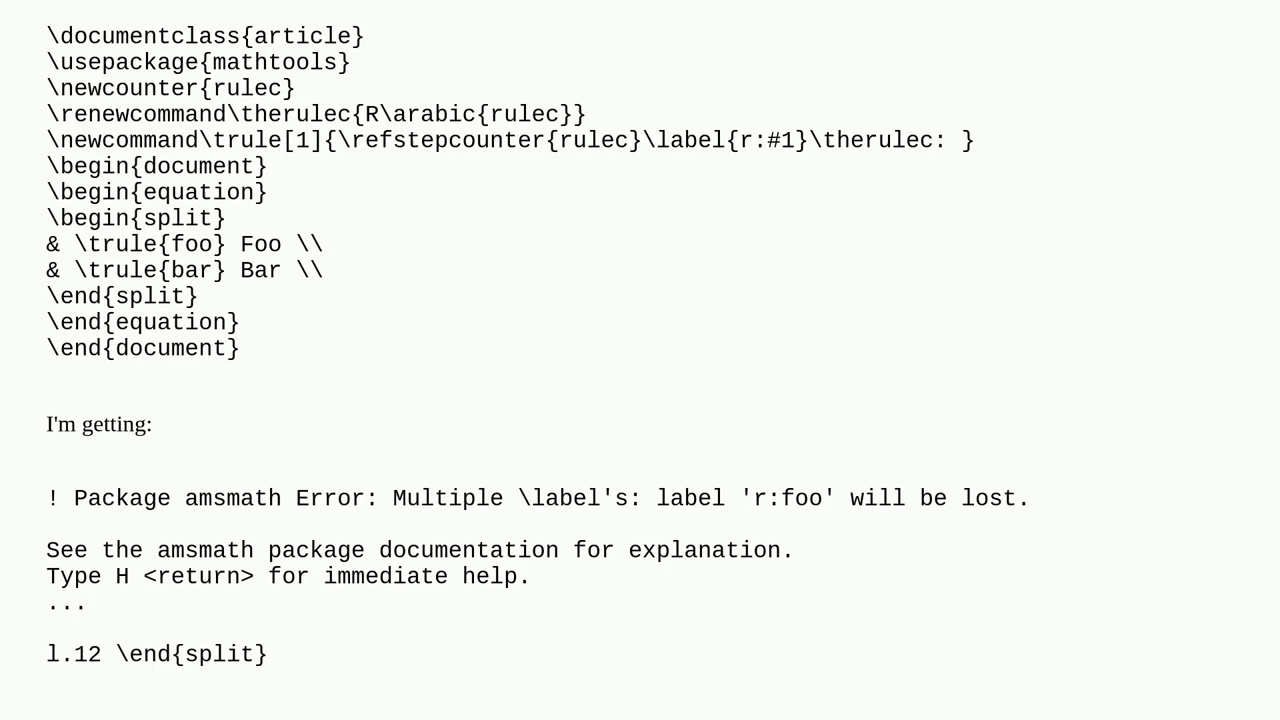 \documentclass{article}
\usepackage{mathtools}
\newcounter{rulec}
\renewcommand\therulec{R\arabic{rulec}}
\newcommand\trule[1]{\refstepcounter{rulec}\label{r:#1}\therulec: }
\begin{document}
\begin{equation}
\begin{split}
& \trule{foo} Foo \\
& \trule{bar} Bar \\
\end{split}
\end{equation}
\end{document}
I'm getting:
! Package amsmath Error: Multiple \label's: label 'r:foo' will be lost.
See the amsmath package documentation for explanation.
Type H <return> for immediate help.
...
l.12 \end{split}